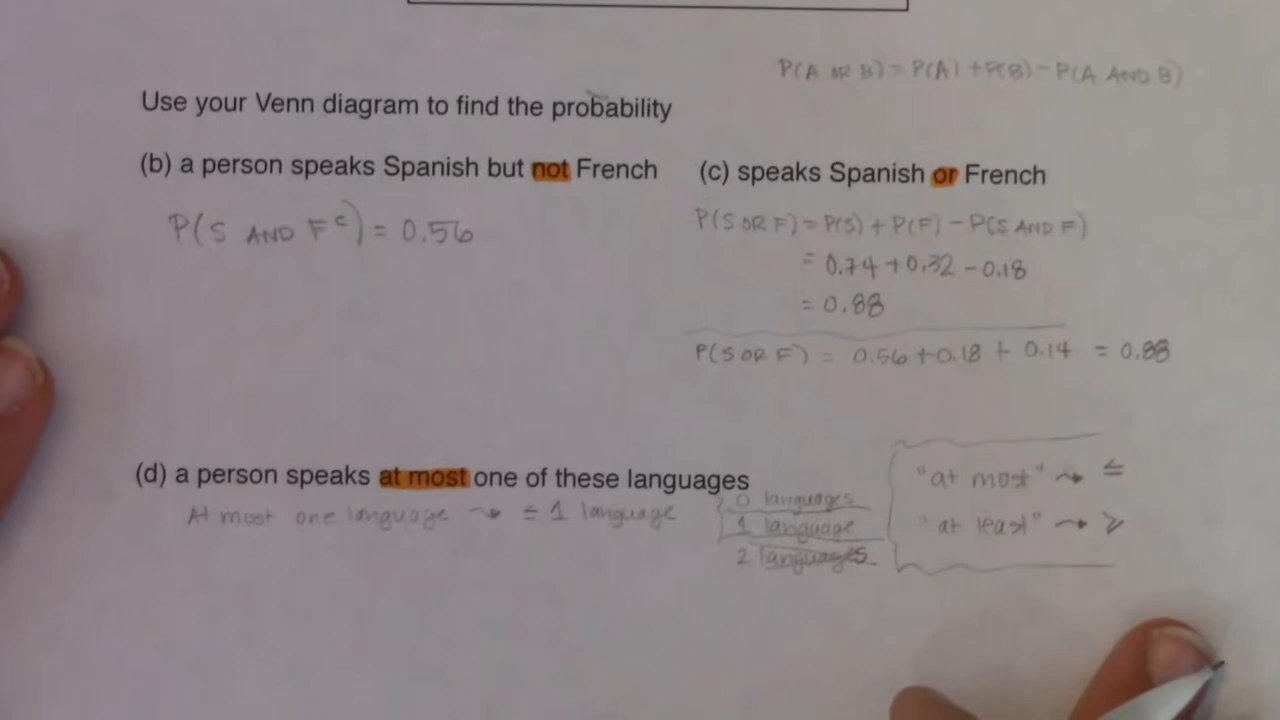 P(A OR B) = P(A) + P(B) - P(A AND B)
Use your Venn diagram to find the probability
(b) a person speaks Spanish but not French
P(S AND Fᶜ) = 0.56
(c) speaks Spanish or French
P(S OR F) = P(S) + P(F) - P(S AND F)
= 0.74 + 0.32 - 0.18
= 0.88
P(S OR F) = 0.56 + 0.18 + 0.14 = 0.88
(d) a person speaks at most one of these languages
At most one language ⇝ ≤ 1 language
0 languages
1 language
2 languages
"at most" ⇝ ≤
"at least" ⇝ ≥